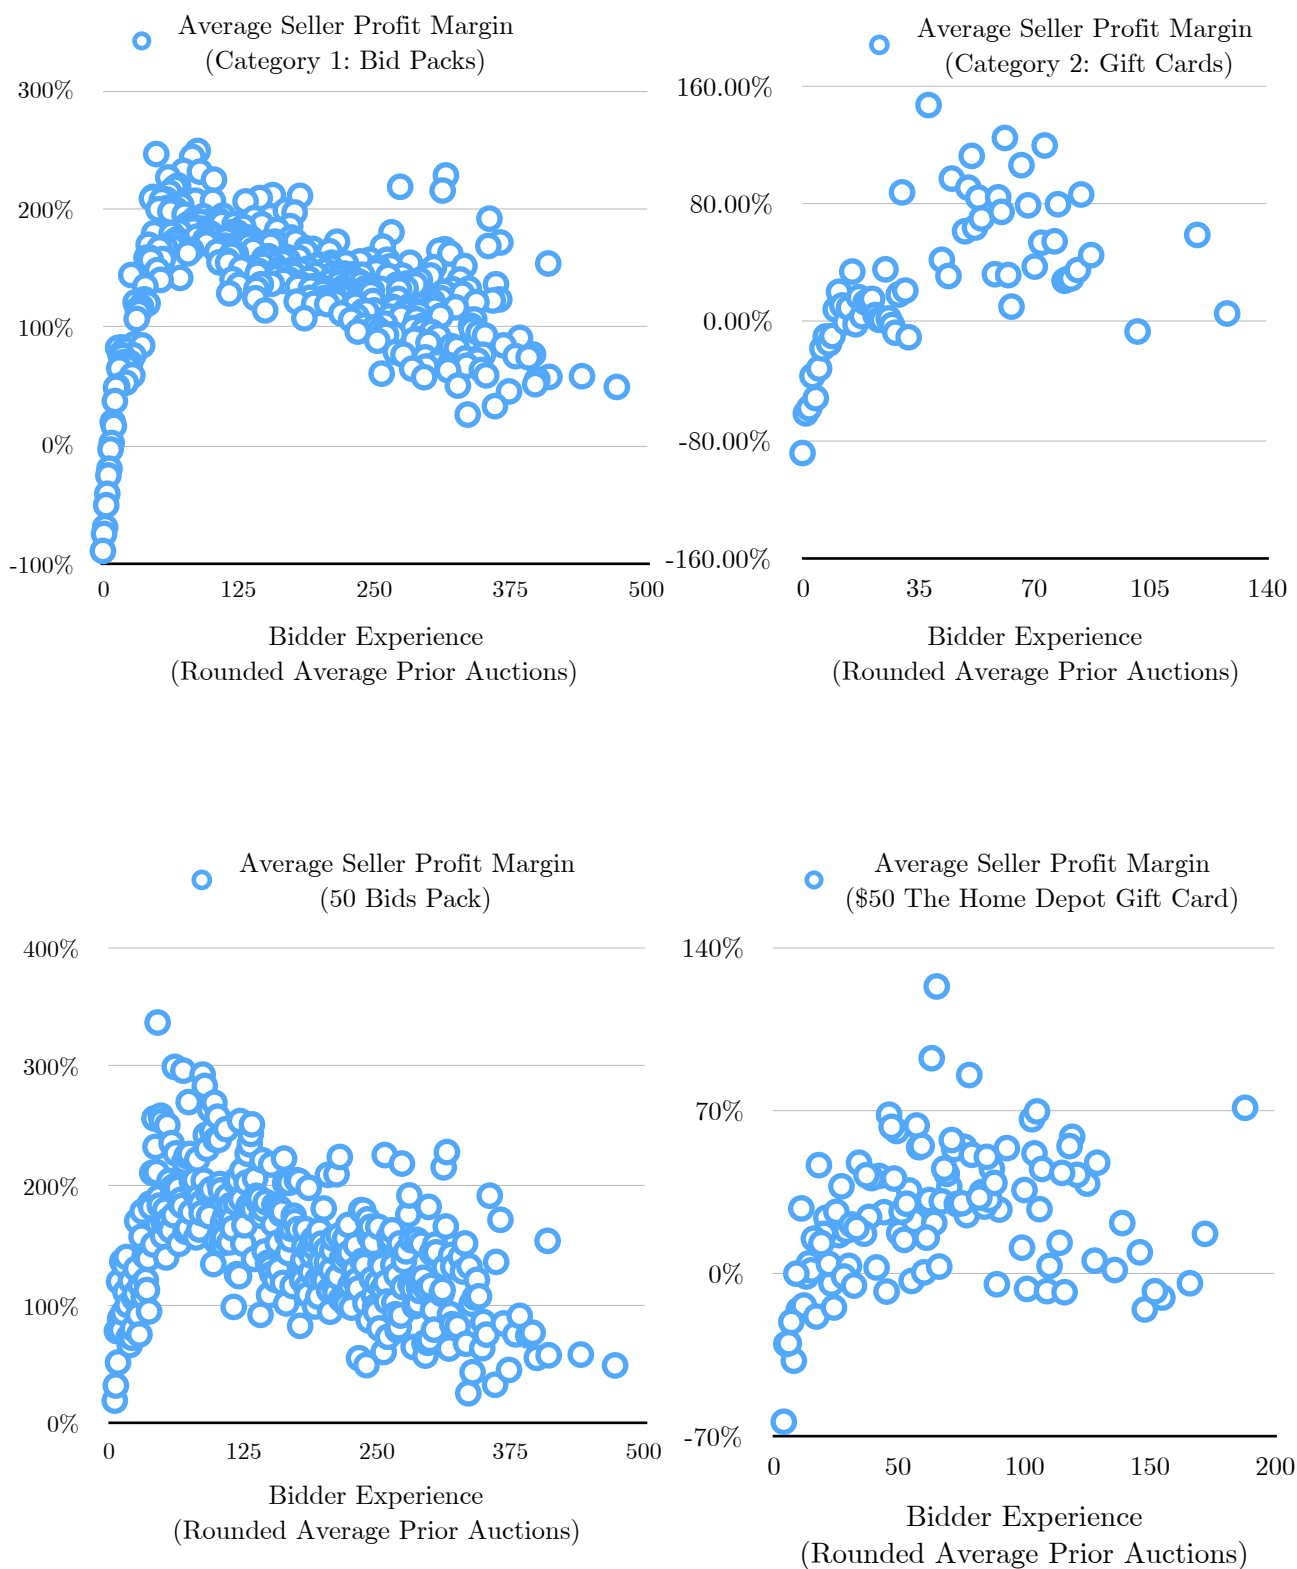 Average Seller Profit Margin
(Category 1: Bid Packs)
300%
200%
100%
0%
-100%
0 125 250 375 500
Bidder Experience
(Rounded Average Prior Auctions)
Average Seller Profit Margin
(Category 2: Gift Cards)
160.00%
80.00%
0.00%
-80.00%
-160.00%
0 35 70 105 140
Bidder Experience
(Rounded Average Prior Auctions)
Average Seller Profit Margin
(50 Bids Pack)
400%
300%
200%
100%
0%
0 125 250 375 500
Bidder Experience
(Rounded Average Prior Auctions)
Average Seller Profit Margin
($50 The Home Depot Gift Card)
140%
70%
0%
-70%
0 50 100 150 200
Bidder Experience
(Rounded Average Prior Auctions)